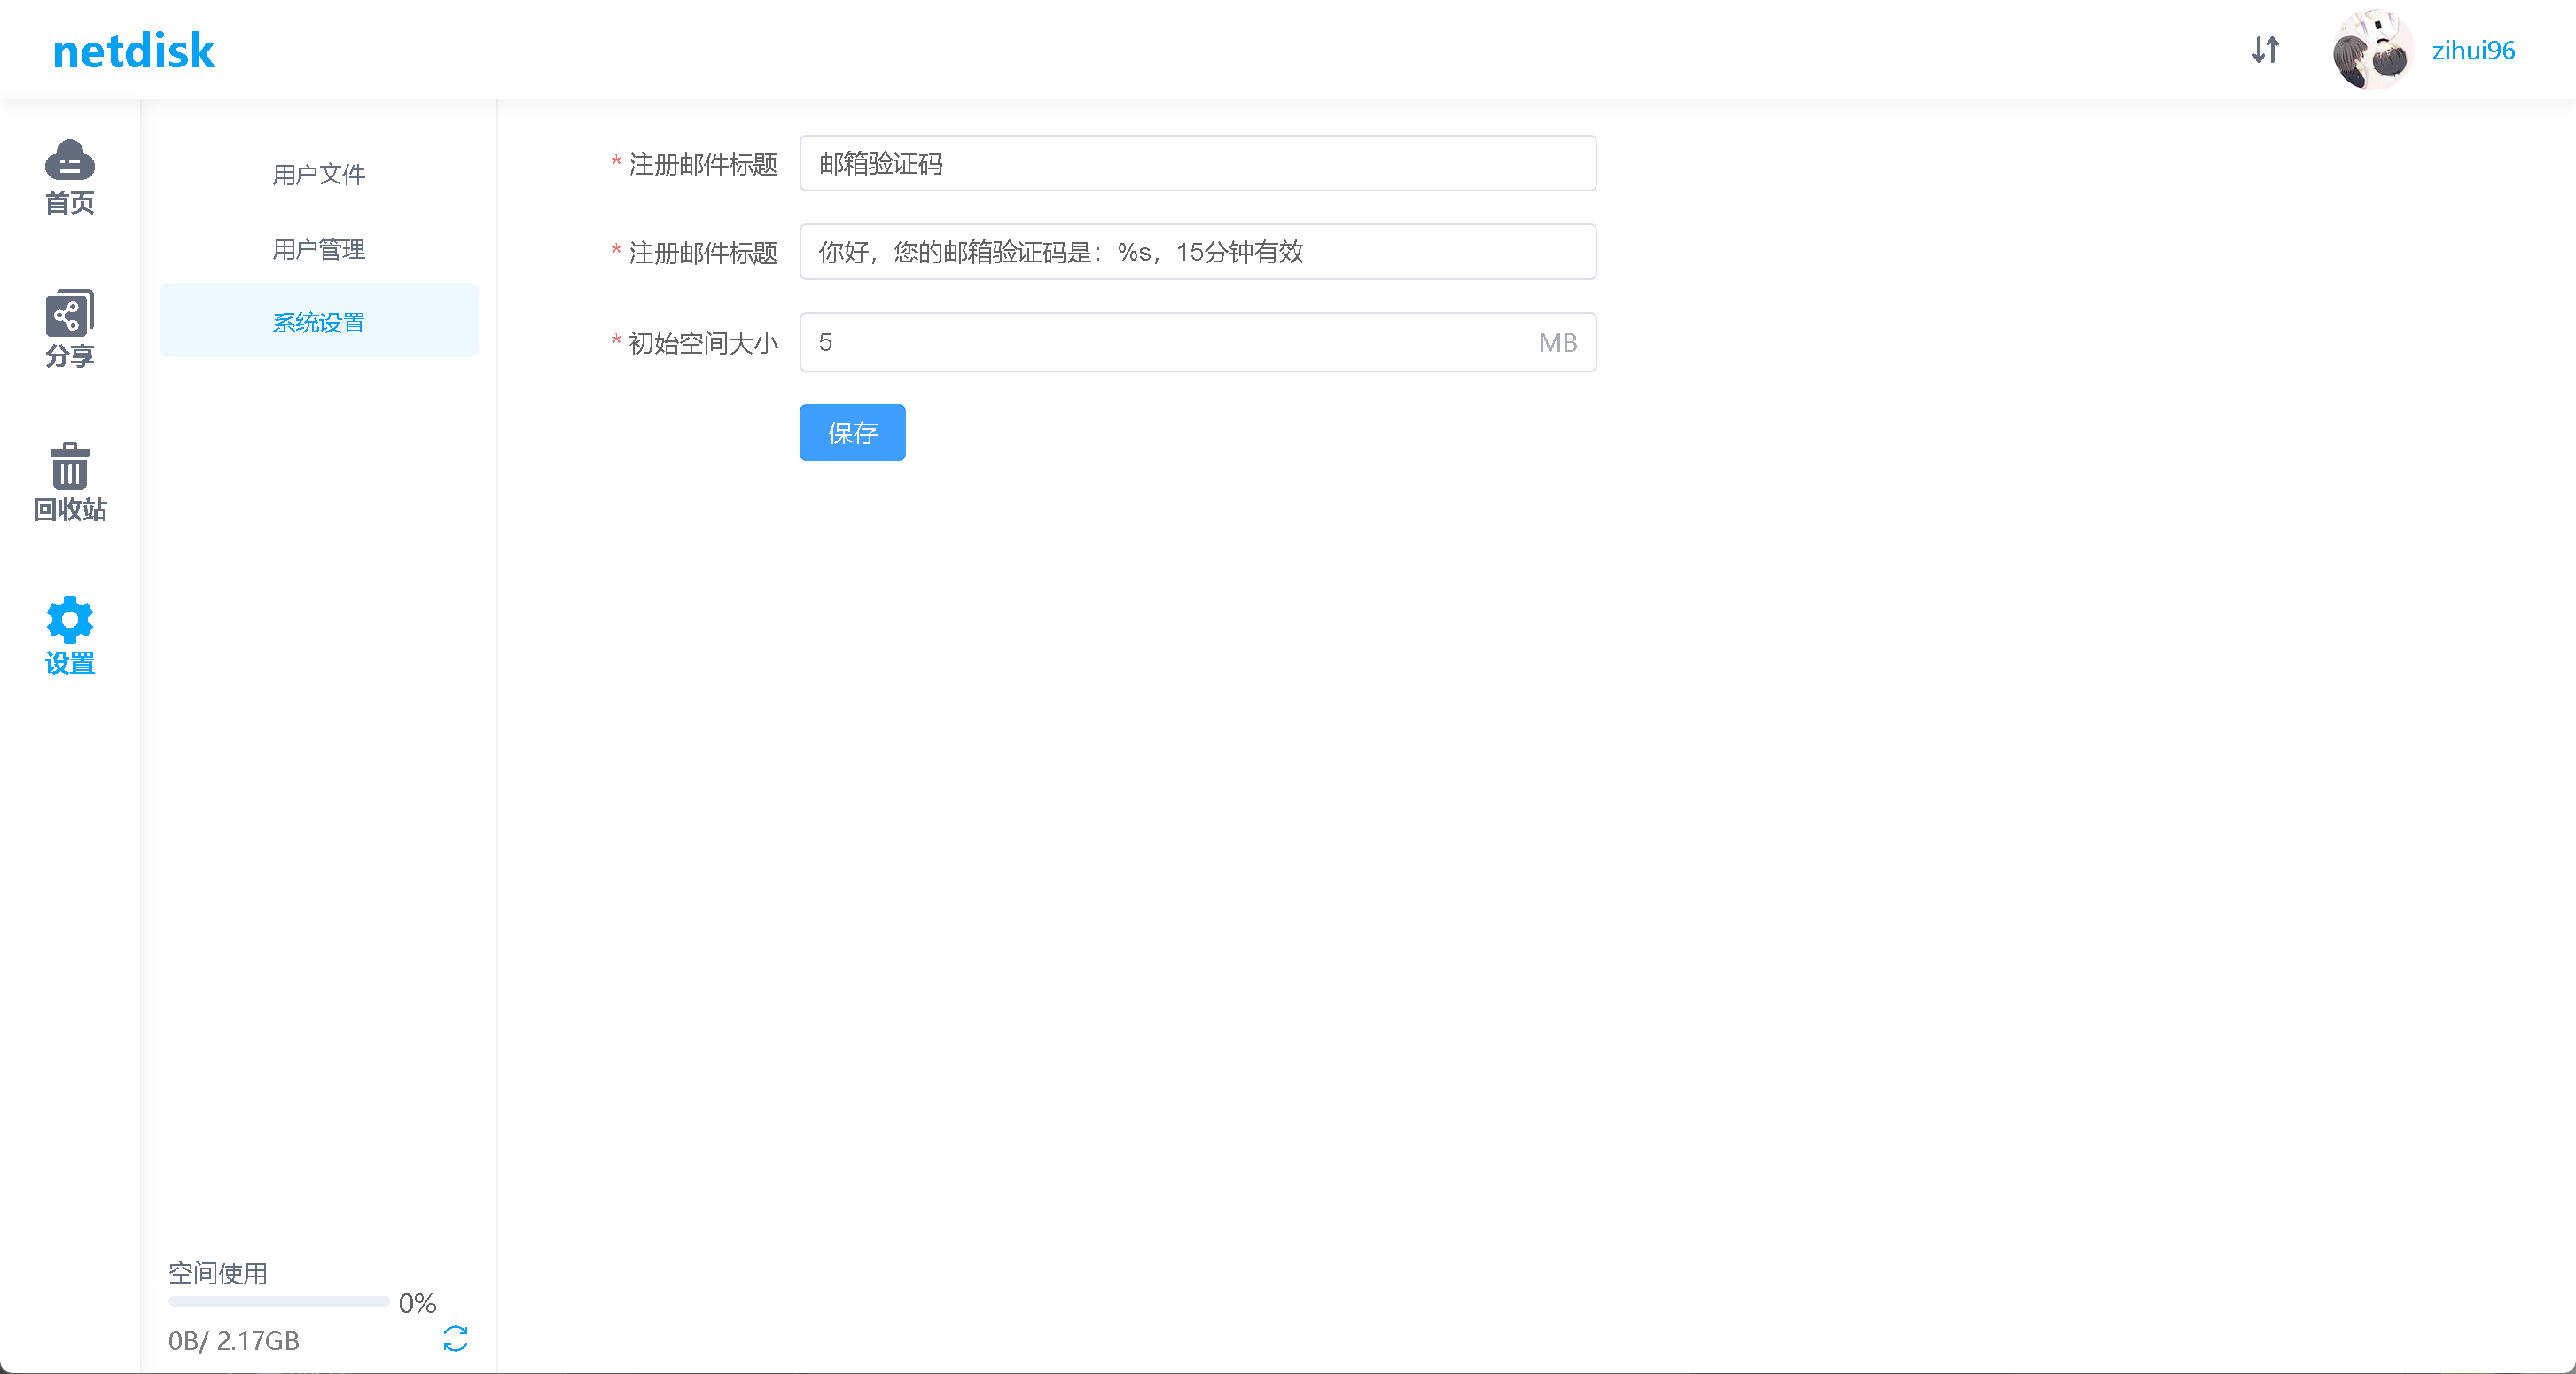 netdisk
zihui96
首页
分享
回收站
设置
用户文件
用户管理
系统设置
* 注册邮件标题 邮箱验证码
* 注册邮件标题 你好，您的邮箱验证码是：%s，15分钟有效
* 初始空间大小 5 MB
保存
空间使用
0%
0B/ 2.17GB